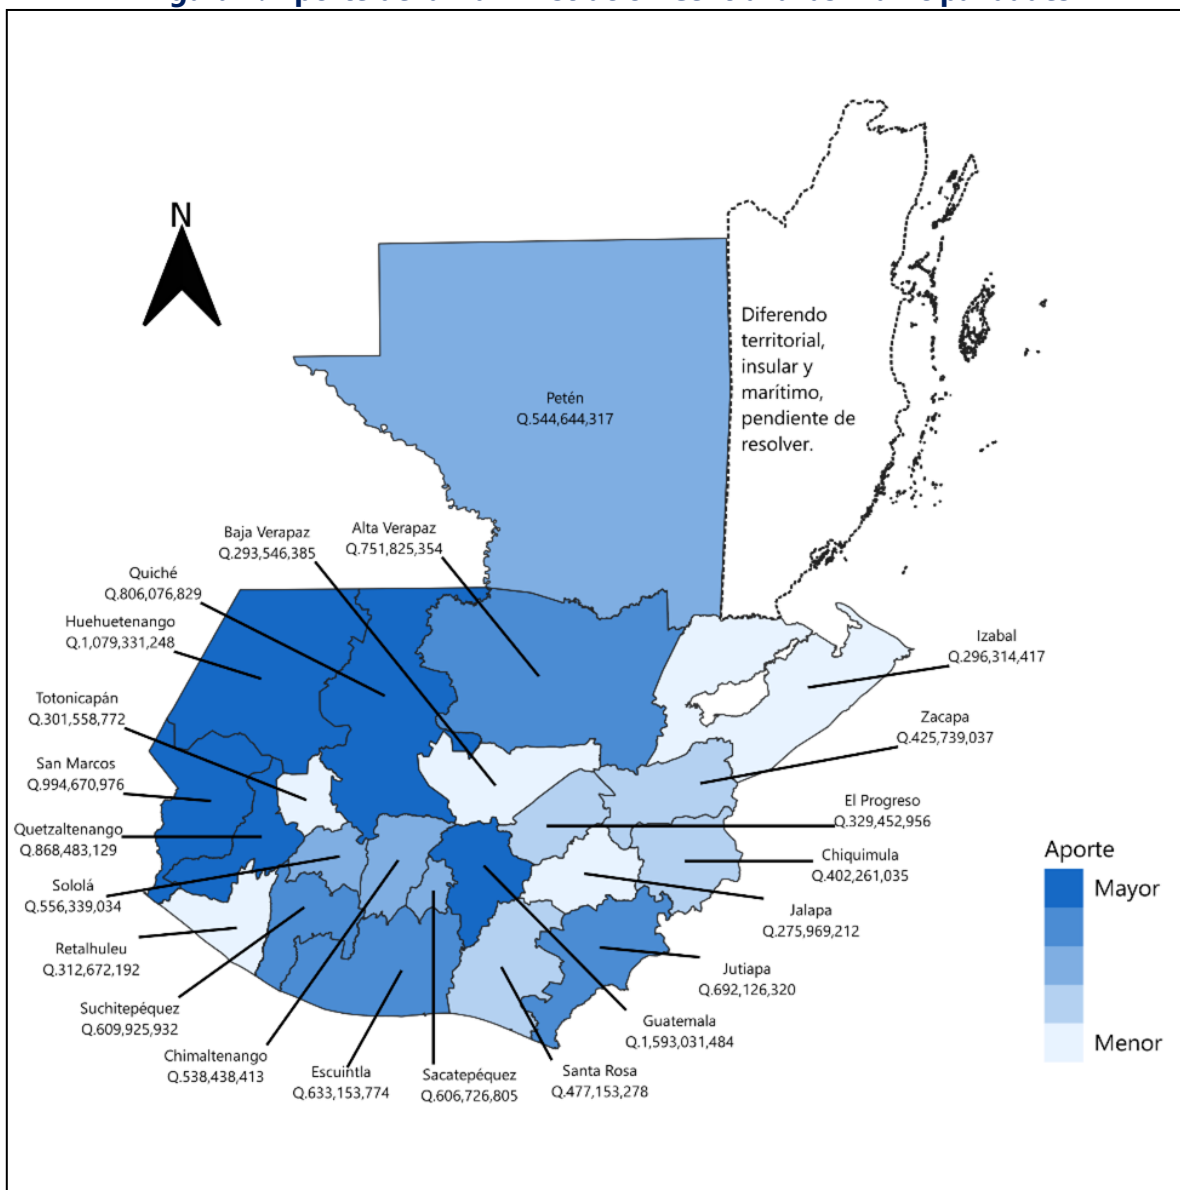 N
Diferendo
territorial,
insular y
marítimo,
pendiente de
resolver.
Petén
Q.544,644,317
Baja Verapaz
Q.293,546,385
Alta Verapaz
Q.751,825,354
Quiché
Q.806,076,829
Huehuetenango
Q.1,079,331,248
Totonicapán
Q.301,558,772
San Marcos
Q.994,670,976
Quetzaltenango
Q.868,483,129
Sololá
Q.556,339,034
Retalhuleu
Q.312,672,192
Suchitepéquez
Q.609,925,932
Chimaltenango
Q.538,438,413
Escuintla
Q.633,153,774
Sacatepéquez
Q.606,726,805
Santa Rosa
Q.477,153,278
Guatemala
Q.1,593,031,484
Jutiapa
Q.692,126,320
Jalapa
Q.275,969,212
Chiquimula
Q.402,261,035
El Progreso
Q.329,452,956
Zacapa
Q.425,739,037
Izabal
Q.296,314,417
Aporte
Mayor
Menor